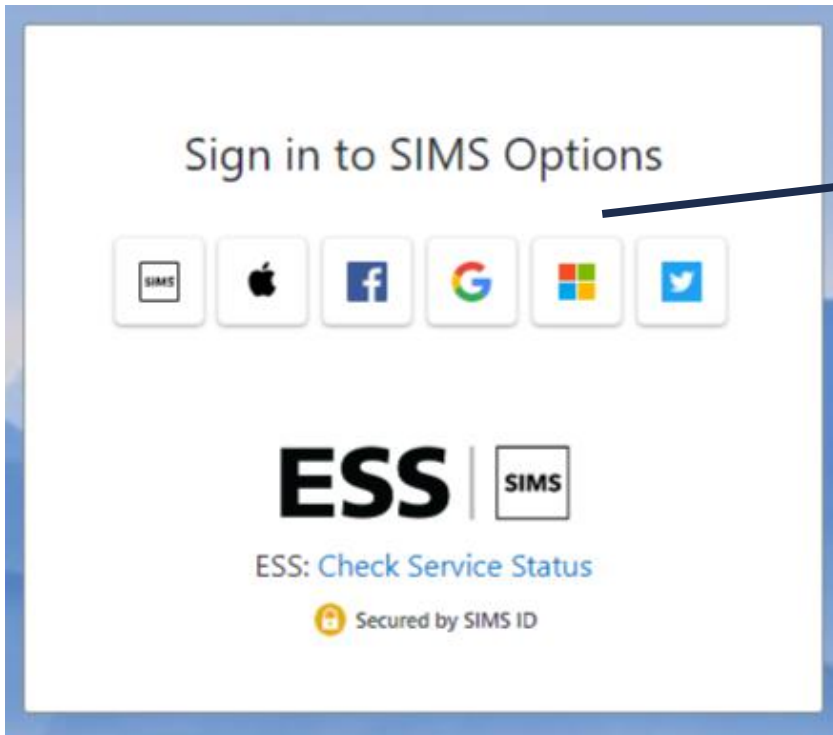 Sign in to SIMS Options
SIMS
ESS SIMS
ESS: Check Service Status
Secured by SIMS ID